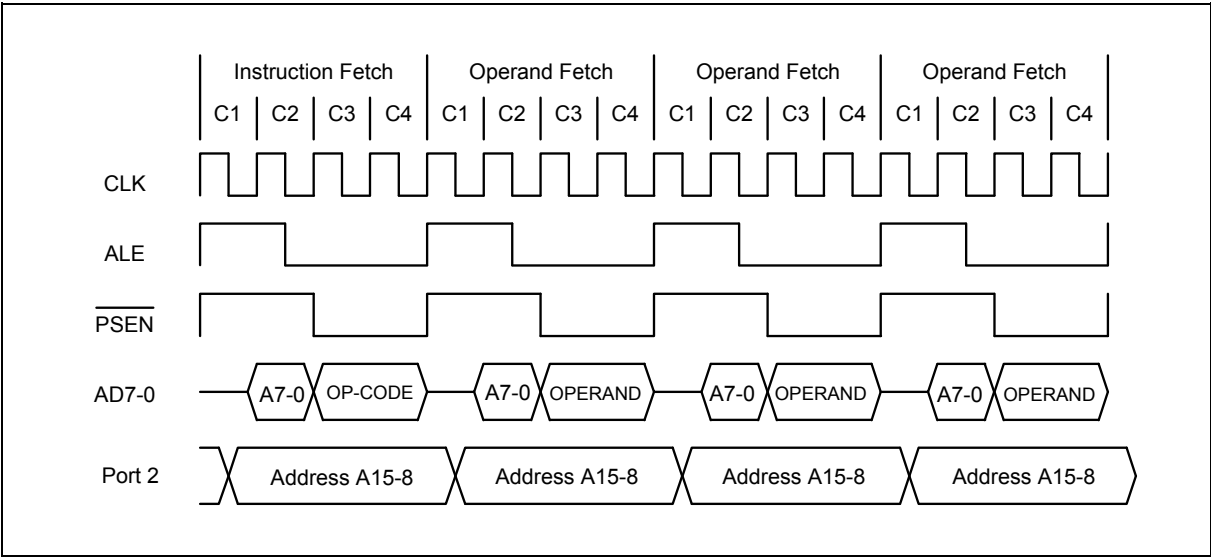 Instruction Fetch Operand Fetch Operand Fetch Operand Fetch
C1 C2 C3 C4 C1 C2 C3 C4 C1 C2 C3 C4 C1 C2 C3 C4
CLK
ALE
PSEN
AD7-0 A7-0 OP-CODE A7-0 OPERAND A7-0 OPERAND A7-0 OPERAND
Port 2 Address A15-8 Address A15-8 Address A15-8 Address A15-8